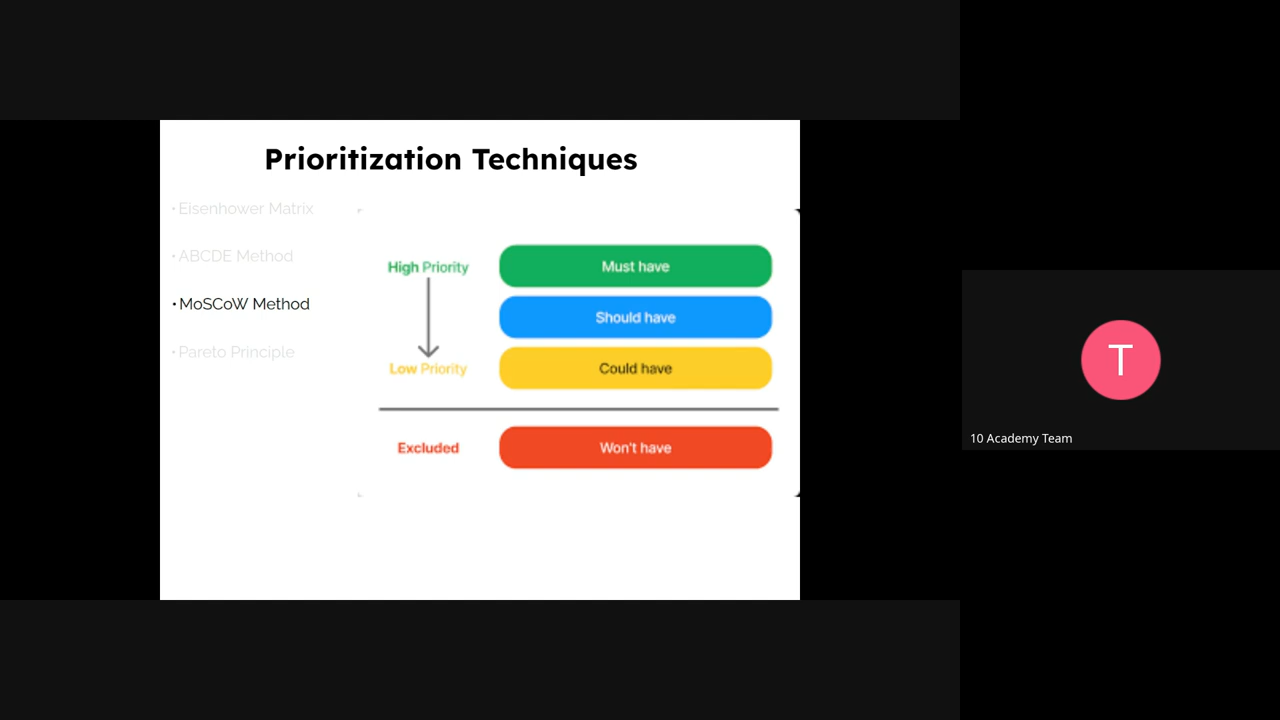 Prioritization Techniques
• Eisenhower Matrix
• ABCDE Method
• MoSCoW Method
• Pareto Principle
High Priority
Must have
Should have
Low Priority
Could have
Excluded
Won't have
T
10 Academy Team